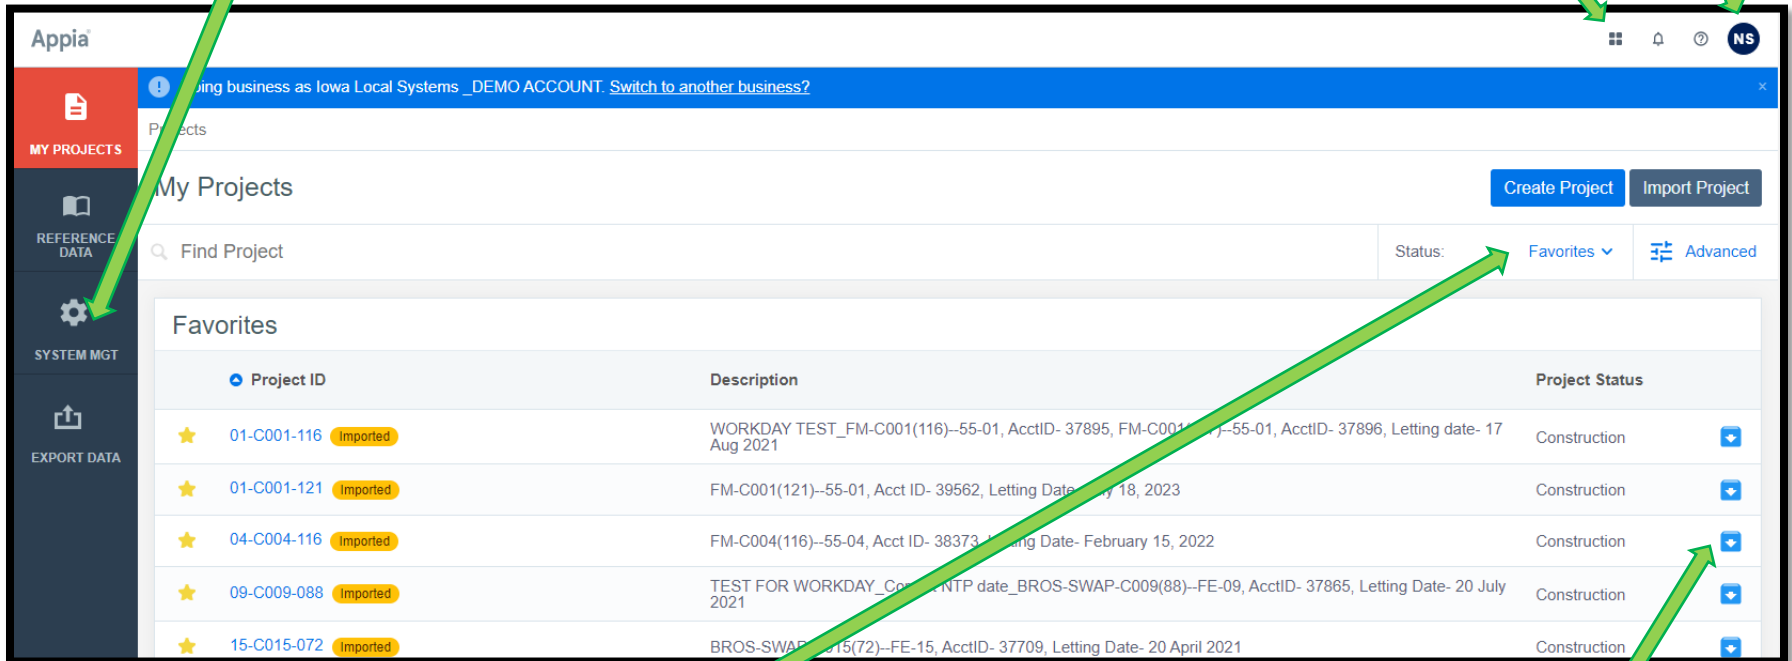 Appia
NS
ing business as Iowa Local Systems _DEMO ACCOUNT. Switch to another business?
MY PROJECTS
REFERENCE
DATA
SYSTEM MGT
EXPORT DATA
My Projects
Create Project
Import Project
Find Project
Status:
Favorites
Advanced
Favorites
Project ID
Description
Project Status
01-C001-116 Imported
WORKDAY TEST_FM-C001(116)--55-01, AcctID- 37895, FM-C001( )--55-01, AcctID- 37896, Letting date- 17
Aug 2021
Construction
01-C001-121 Imported
FM-C001(121)--55-01, Acct ID- 39562, Letting Date- 18, 2023
Construction
04-C004-116 Imported
FM-C004(116)--55-04, Acct ID- 38373, Date- February 15, 2022
Construction
09-C009-088 Imported
TEST FOR WORKDAY_ NTP date_BROS-SWAP-C009(88)--FE-09, AcctID- 37865, Letting Date- 20 July
2021
Construction
15-C015-072 Imported
BROS-SWAP 15(72)--FE-15, AcctID- 37709, Letting Date- 20 April 2021
Construction